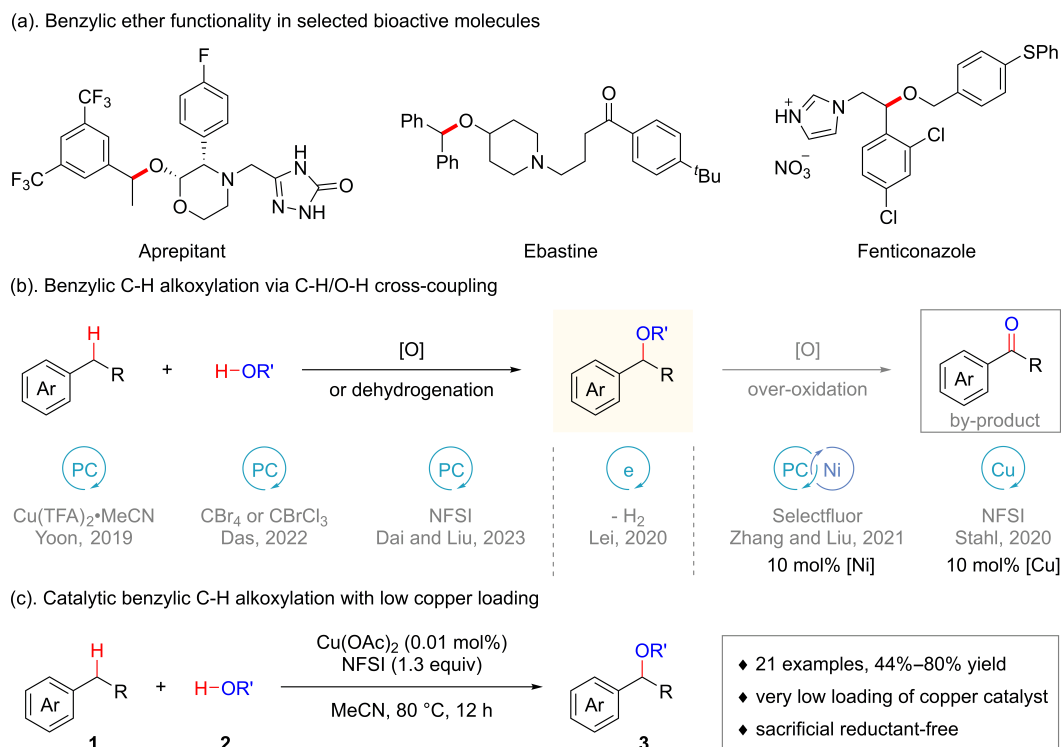 (a). Benzylic ether functionality in selected bioactive molecules
F
CF3
F3C
O
O
N
H
N
N
NH
O
Aprepitant
Ph
Ph
O
N
O
tBu
Ebastine
SPh
O
N
H
+
N
NO3−
Cl
Cl
Fenticonazole
(b). Benzylic C-H alkoxylation via C-H/O-H cross-coupling
H
Ar
R
+
H–OR'
[O]
or dehydrogenation
OR'
Ar
R
[O]
over-oxidation
O
Ar
R
by-product
PC
Cu(TFA)2•MeCN
Yoon, 2019
PC
CBr4 or CBrCl3
Das, 2022
PC
NFSI
Dai and Liu, 2023
e
- H2
Lei, 2020
PC Ni
Selectfluor
Zhang and Liu, 2021
10 mol% [Ni]
Cu
NFSI
Stahl, 2020
10 mol% [Cu]
(c). Catalytic benzylic C-H alkoxylation with low copper loading
H
Ar
R
1
+
H–OR'
2
Cu(OAc)2 (0.01 mol%)
NFSI (1.3 equiv)
MeCN, 80 °C, 12 h
OR'
Ar
R
3
♦ 21 examples, 44%–80% yield
♦ very low loading of copper catalyst
♦ sacrificial reductant-free